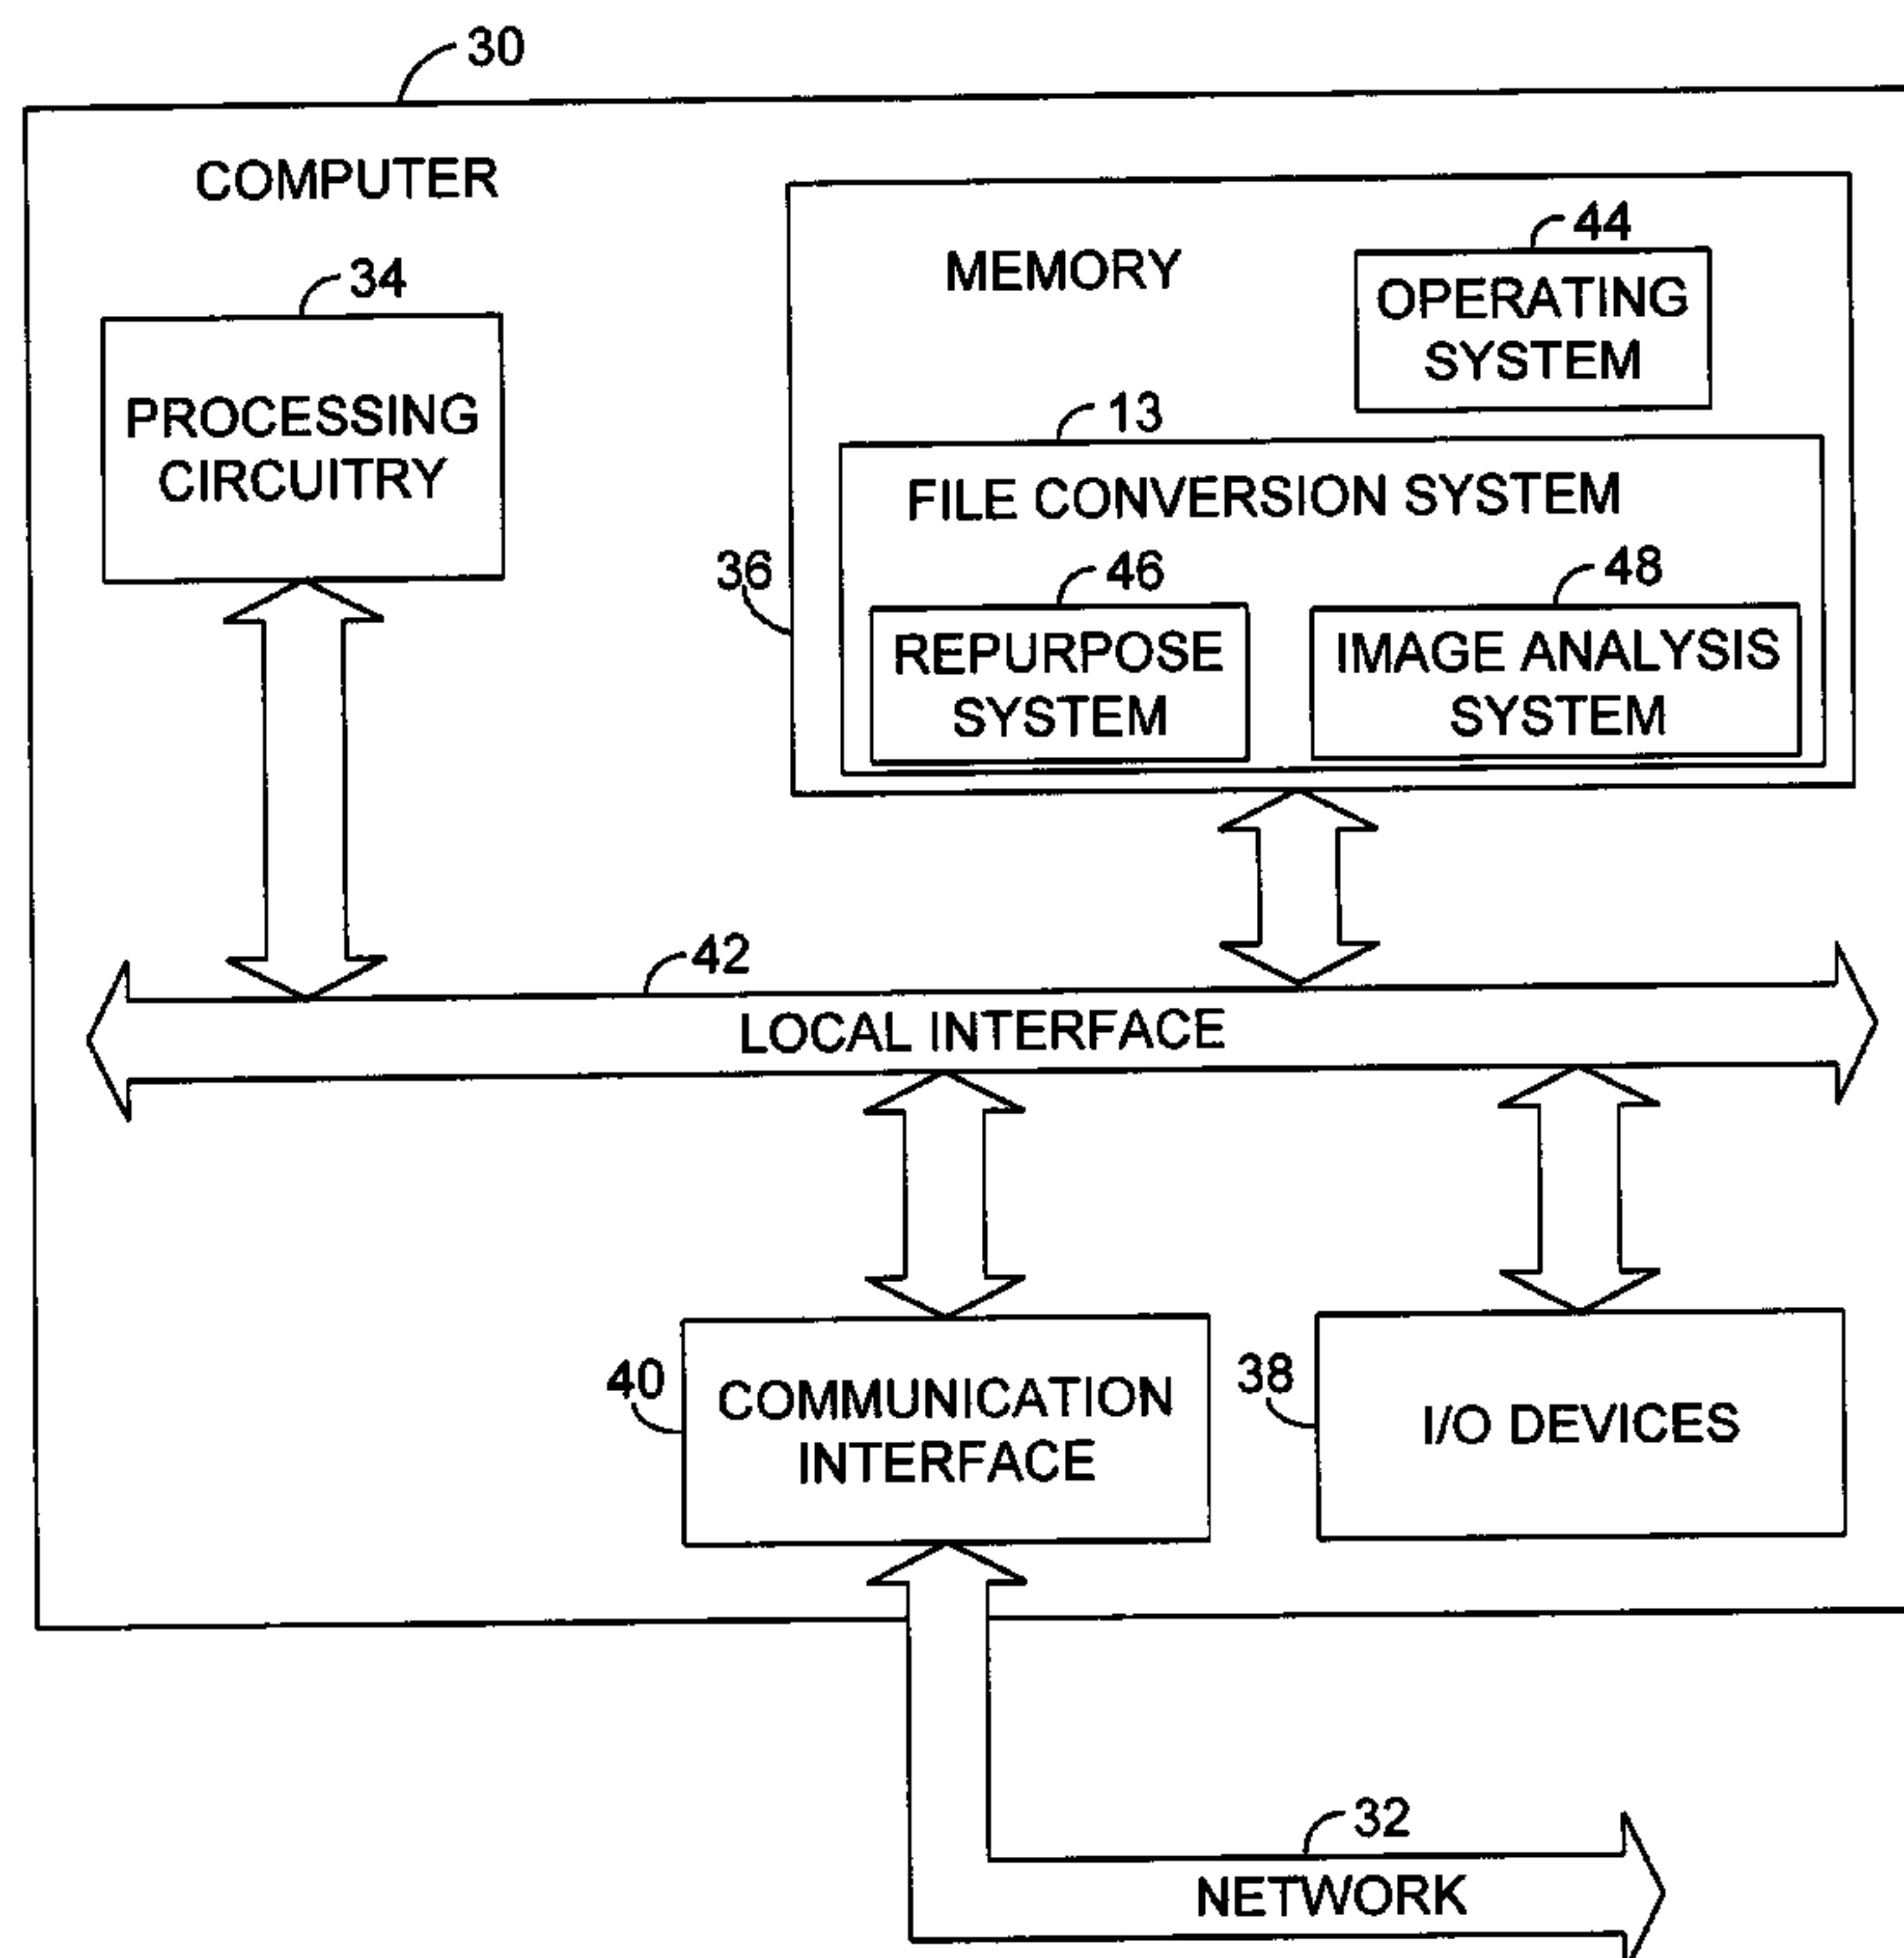 30
COMPUTER
44
MEMORY
OPERATING
SYSTEM
34
PROCESSING
CIRCUITRY
13
FILE CONVERSION SYSTEM
36
46
48
REPURPOSE
SYSTEM
IMAGE ANALYSIS
SYSTEM
42
LOCAL INTERFACE
40
COMMUNICATION
INTERFACE
38
I/O DEVICES
32
NETWORK